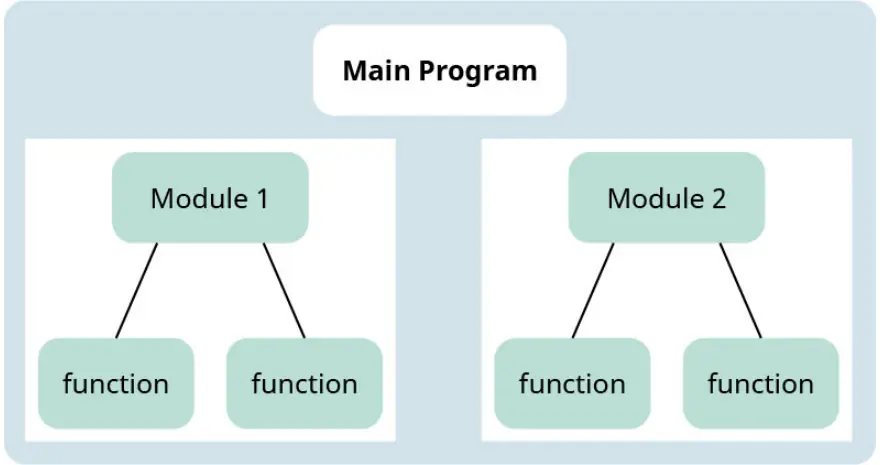 Main Program
Module 1
Module 2
function
function
function
function